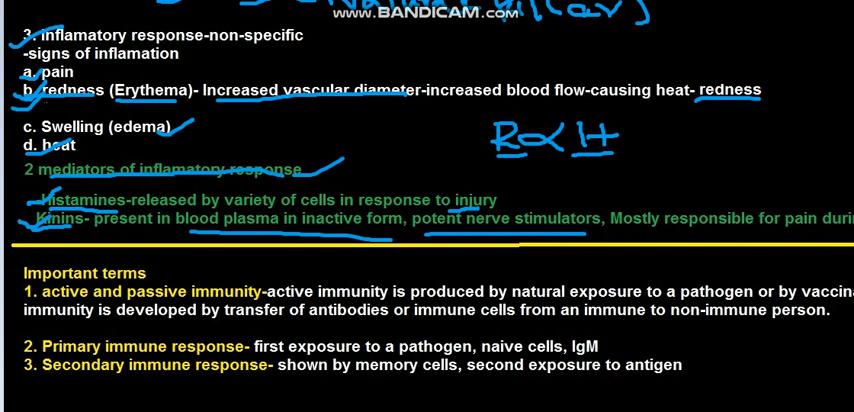 www.BANDICAM.com
Natural
3. Inflamatory response-non-specific
-signs of inflamation
a. pain
b. redness (Erythema)- Increased vascular diameter-increased blood flow-causing heat- redness
c. Swelling (edema)
d. heat
R∝H
2 mediators of inflamatory response
Histamines-released by variety of cells in response to injury
Kinins- present in blood plasma in inactive form, potent nerve stimulators, Mostly responsible for pain duri
Important terms
1. active and passive immunity-active immunity is produced by natural exposure to a pathogen or by vaccina
immunity is developed by transfer of antibodies or immune cells from an immune to non-immune person.
2. Primary immune response- first exposure to a pathogen, naive cells, IgM
3. Secondary immune response- shown by memory cells, second exposure to antigen